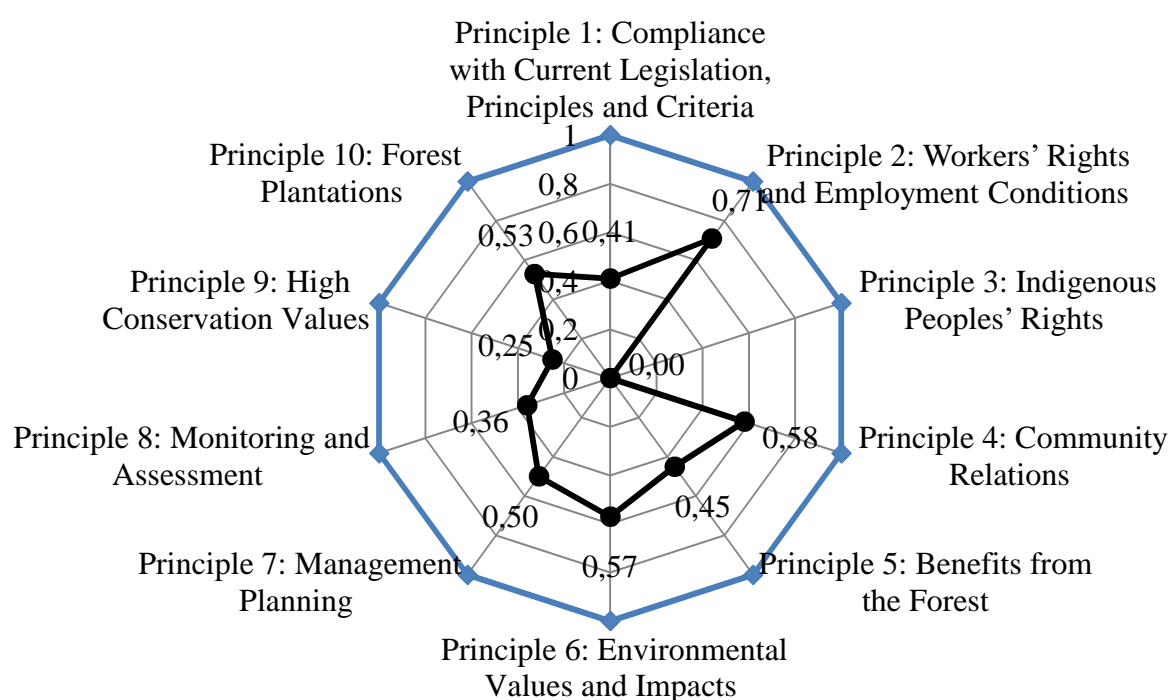 Principle 1: Compliance
with Current Legislation,
Principles and Criteria
1
Principle 10: Forest
Plantations
Principle 2: Workers’ Rights
and Employment Conditions
0,8
0,71
0,53
0,6
0,41
Principle 9: High
Conservation Values
Principle 3: Indigenous
Peoples’ Rights
0,4
0,2
0,25
0,00
0
0,36
Principle 8: Monitoring and
Assessment
0,58
Principle 4: Community
Relations
0,50
0,45
Principle 7: Management
Planning
0,57
Principle 5: Benefits from
the Forest
Principle 6: Environmental
Values and Impacts